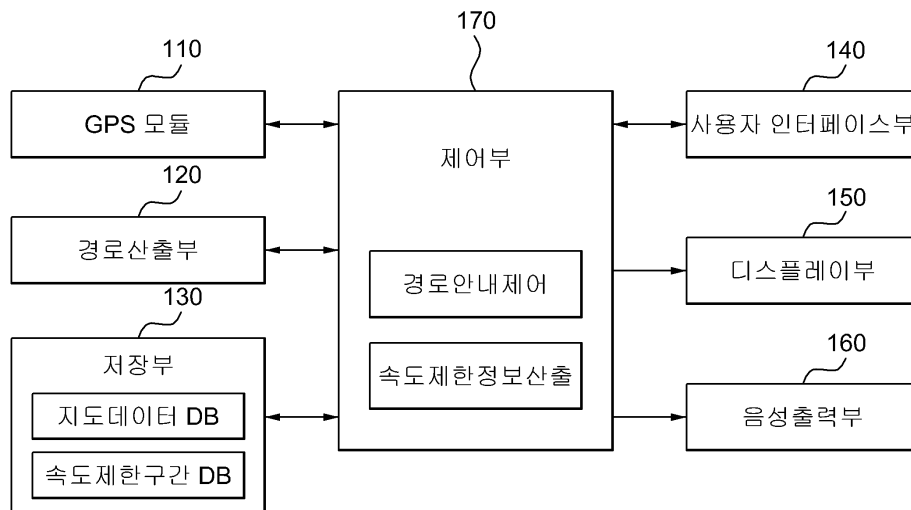 170
110
GPS 모듈
120
경로산출부
130
저장부
지도데이터 DB
속도제한구간 DB
제어부
경로안내제어
속도제한정보산출
140
사용자 인터페이스부
150
디스플레이부
160
음성출력부